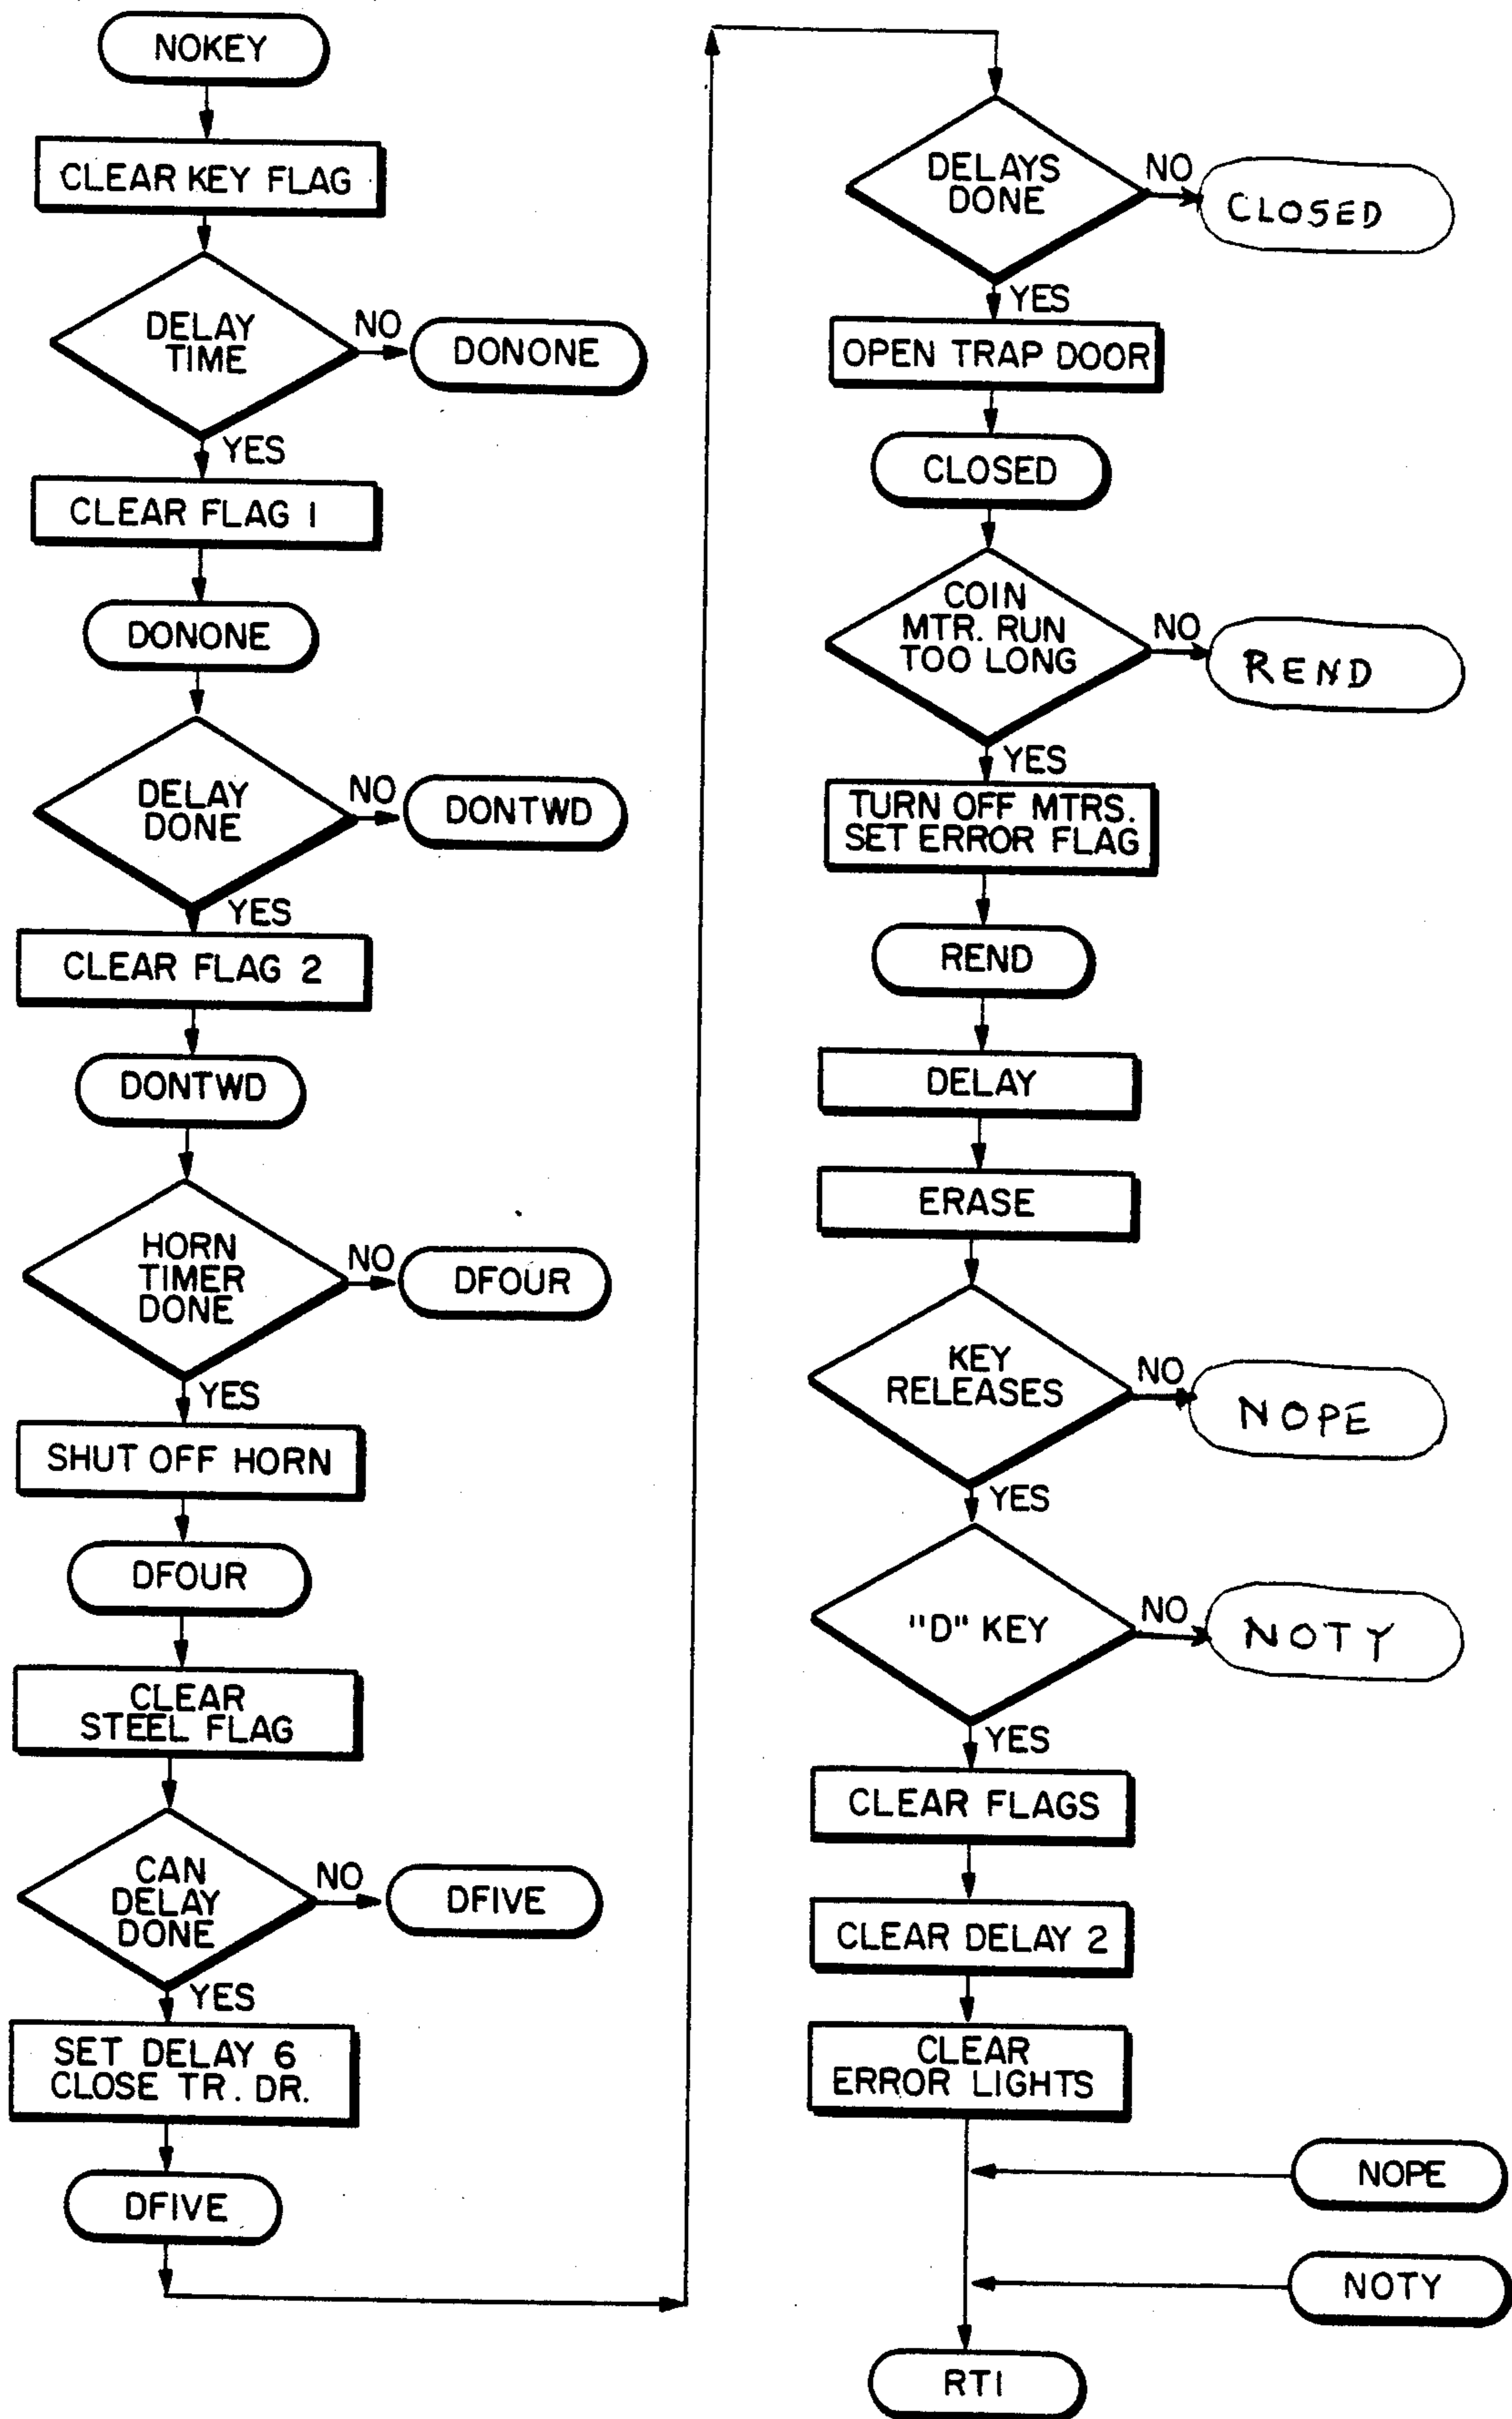 NOKEY
CLEAR KEY FLAG
DELAY
TIME
NO
DONONE
YES
CLEAR FLAG 1
DONONE
DELAY
DONE
NO
DONTWD
YES
CLEAR FLAG 2
DONTWD
HORN
TIMER
DONE
NO
DFOUR
YES
SHUT OFF HORN
DFOUR
CLEAR
STEEL FLAG
CAN
DELAY
DONE
NO
DFIVE
YES
SET DELAY 6
CLOSE TR. DR.
DFIVE
DELAYS
DONE
NO
CLOSED
YES
OPEN TRAP DOOR
CLOSED
COIN
MTR. RUN
TOO LONG
NO
REND
YES
TURN OFF MTRS.
SET ERROR FLAG
REND
DELAY
ERASE
KEY
RELEASES
NO
NOPE
YES
"D" KEY
NO
NOTY
YES
CLEAR FLAGS
CLEAR DELAY 2
CLEAR
ERROR LIGHTS
NOPE
NOTY
RTI